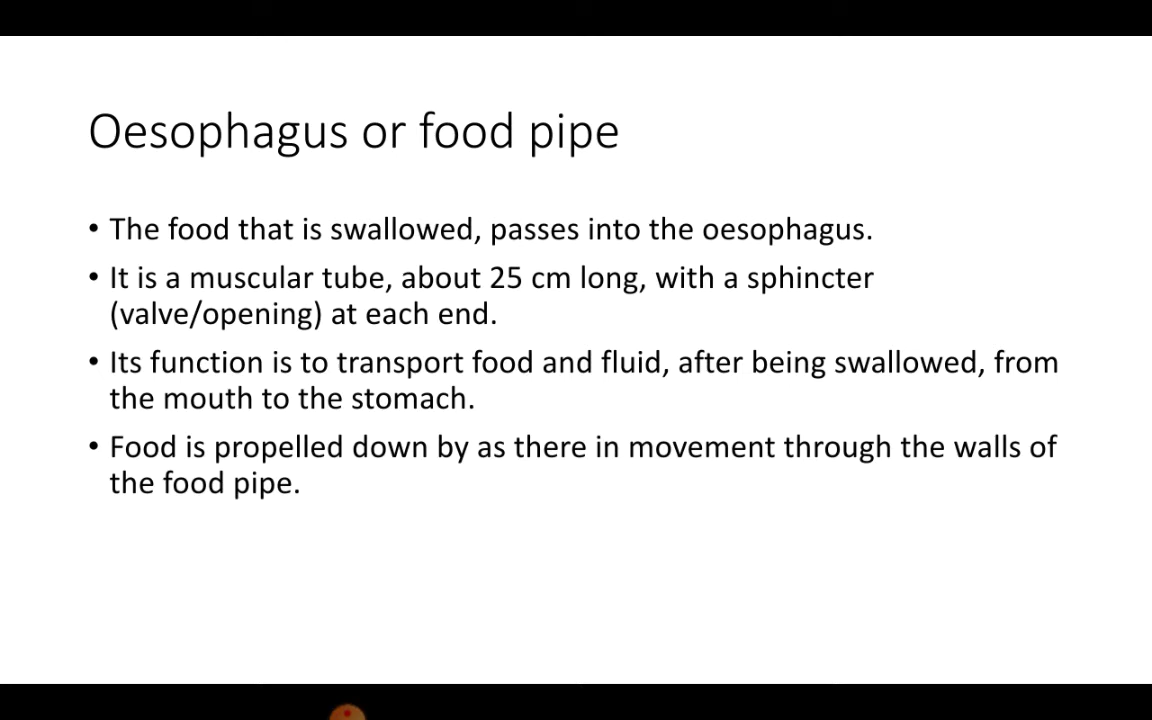 Oesophagus or food pipe
• The food that is swallowed, passes into the oesophagus.
• It is a muscular tube, about 25 cm long, with a sphincter
(valve/opening) at each end.
• Its function is to transport food and fluid, after being swallowed, from
the mouth to the stomach.
• Food is propelled down by as there in movement through the walls of
the food pipe.